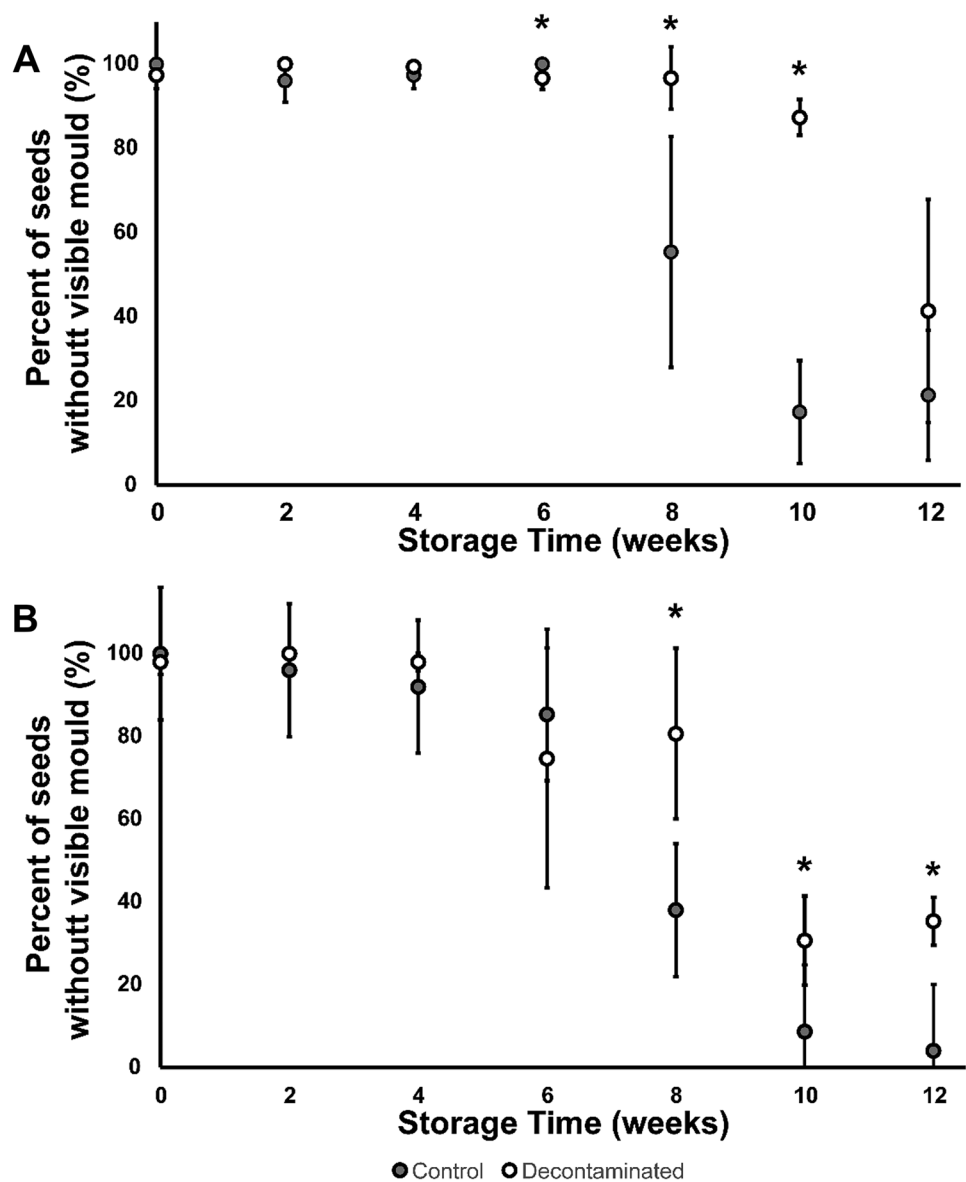 A
Percent of seeds
withoutt visible mould (%)
100
80
60
40
20
0
* * *
0 2 4 6 8 10 12
Storage Time (weeks)
B
Percent of seeds
withoutt visible mould (%)
100
80
60
40
20
0
* * *
0 2 4 6 8 10 12
Storage Time (weeks)
Control Decontaminated